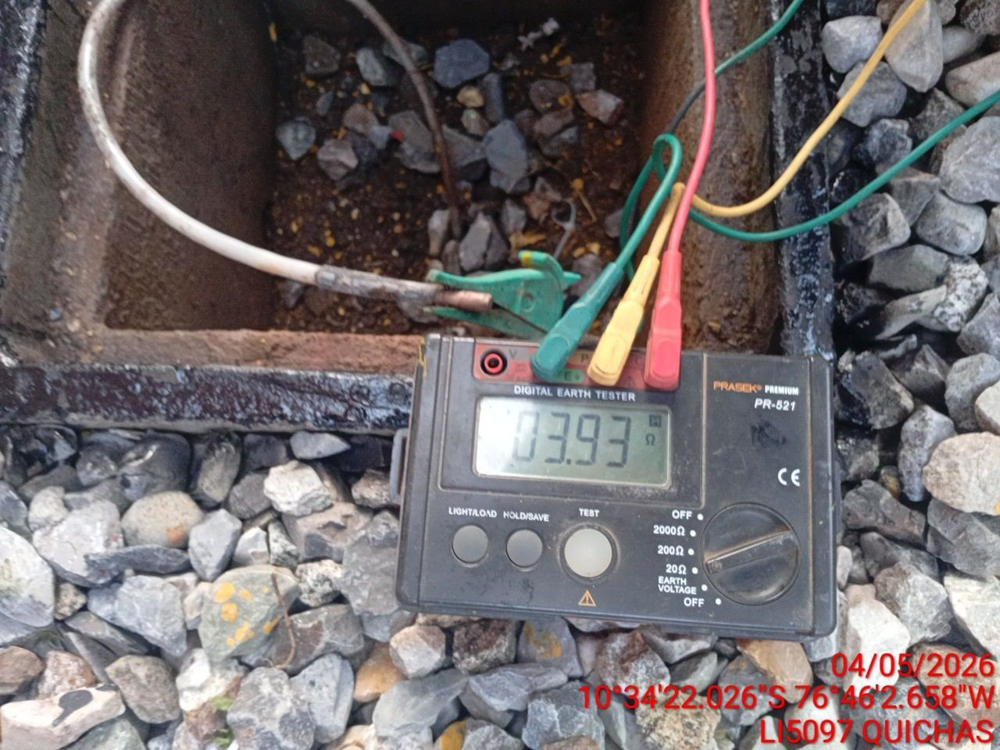 V
P
E
DIGITAL EARTH TESTER
PRASEK® PREMIUM
PR-521
03.93
H
Ω
CE
LIGHT/LOAD HOLD/SAVE TEST
OFF
2000Ω
200Ω
20Ω
EARTH
VOLTAGE
OFF
04/05/2026
10°34'22.026"S 76°46'2.658"W
LI5097 QUICHAS